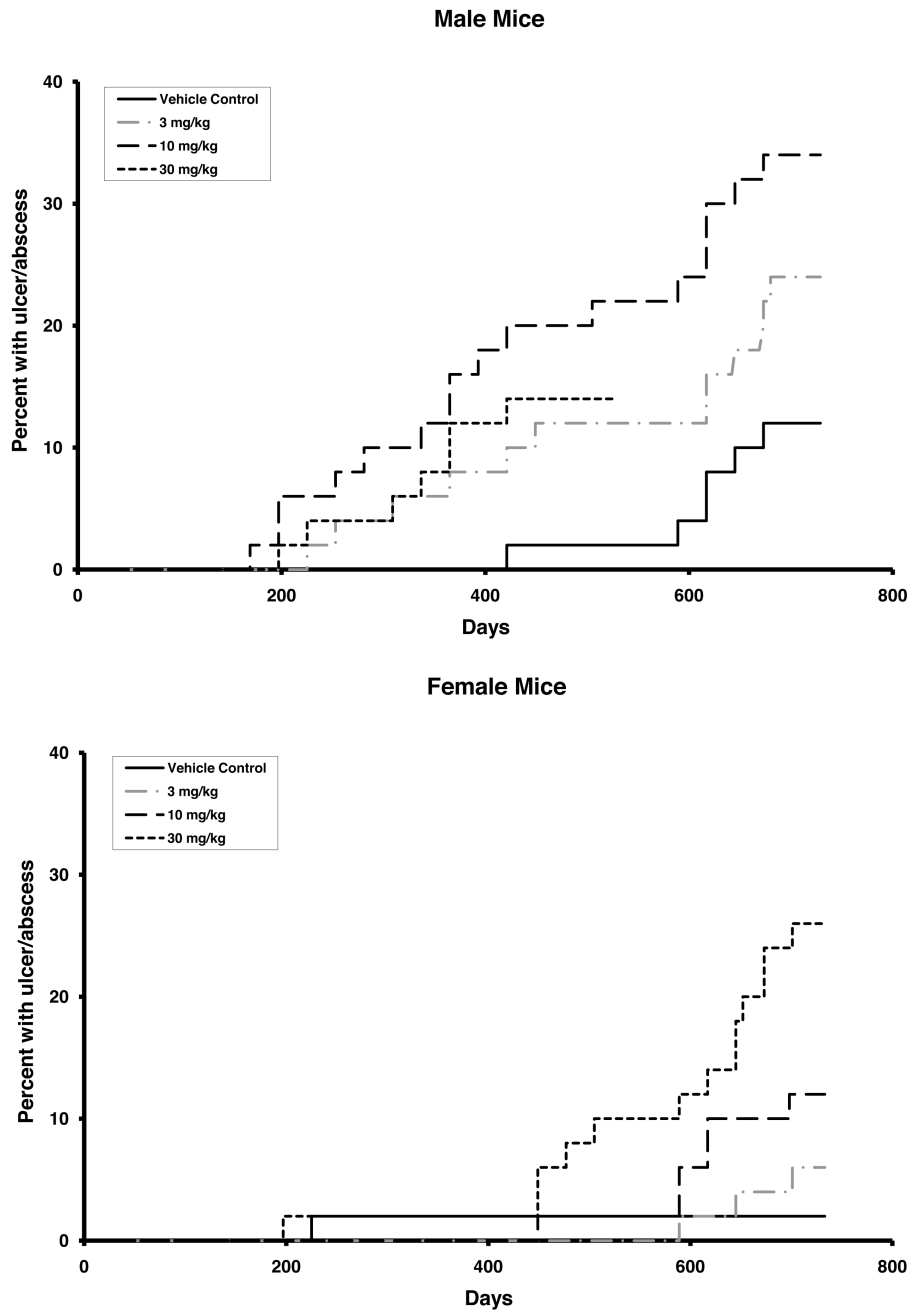 Male Mice
40
Vehicle Control
3 mg/kg
10 mg/kg
30 mg/kg
30
20
10
0
Percent with ulcer/abscess
0 200 400 600 800
Days
Female Mice
40
Vehicle Control
3 mg/kg
10 mg/kg
30 mg/kg
30
20
10
0
Percent with ulcer/abscess
0 200 400 600 800
Days